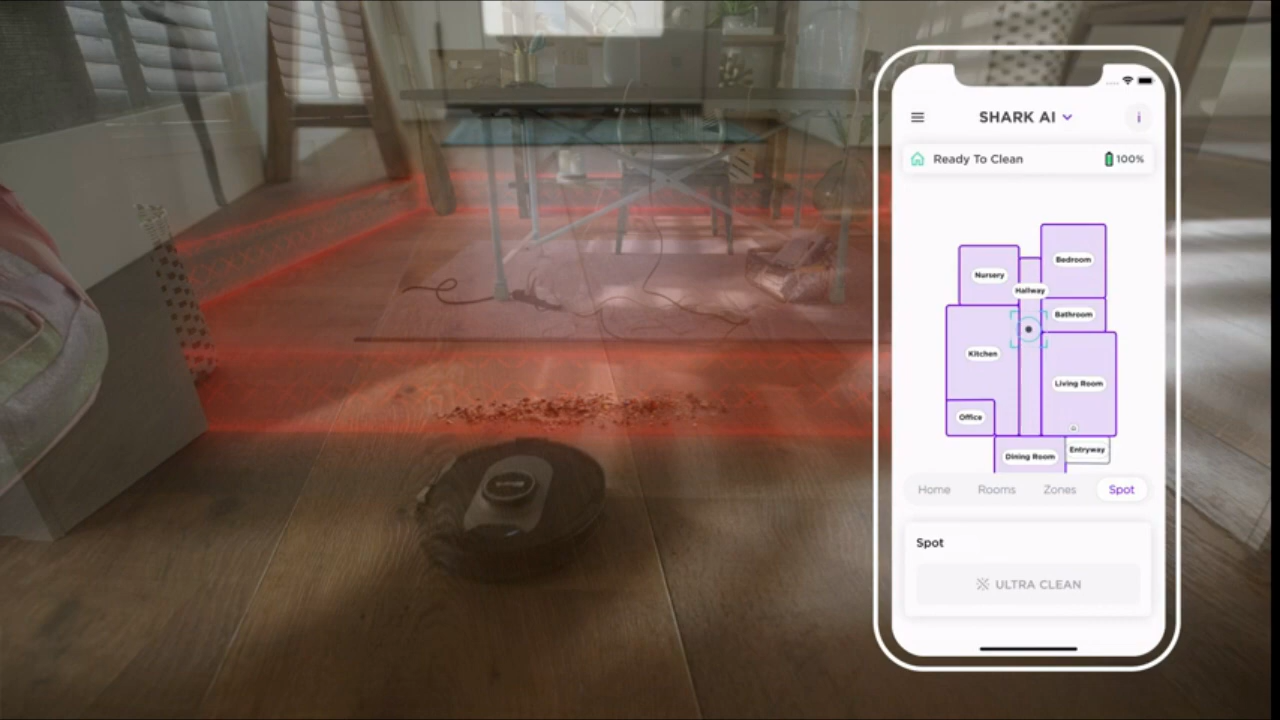 SHARK AI
i
Ready To Clean
100%
Bedroom
Nursery
Hallway
Bathroom
Kitchen
Living Room
Office
Entryway
Dining Room
Home
Rooms
Zones
Spot
Spot
ULTRA CLEAN